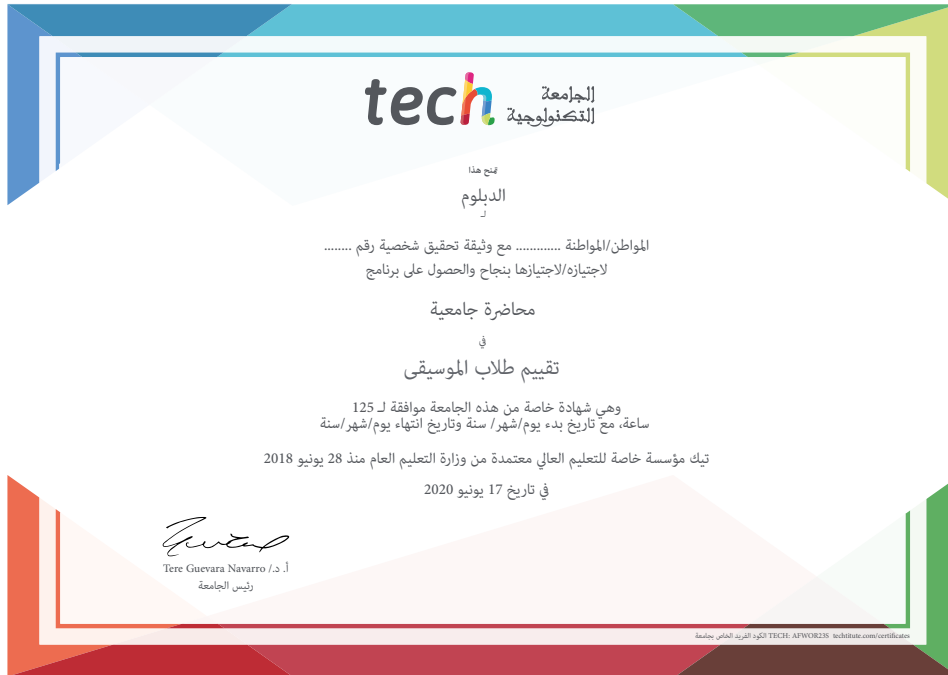 tech الجامعة
التكنولوجية
تمنح هذا
الدبلوم
لـ
المواطن/المواطنة ............. مع وثيقة تحقيق شخصية رقم ........
لاجتيازه/لاجتيازها بنجاح والحصول على برنامج
محاضرة جامعية
في
تقييم طلاب الموسيقى
وهي شهادة خاصة من هذه الجامعة موافقة لـ 125
ساعة، مع تاريخ بدء يوم/شهر/ سنة وتاريخ انتهاء يوم/شهر/سنة
تيك مؤسسة خاصة للتعليم العالي معتمدة من وزارة التعليم العام منذ 28 يونيو 2018
في تاريخ 17 يونيو 2020
أ. د./ Tere Guevara Navarro
رئيس الجامعة
الكود الفريد الخاص بجامعة TECH: AFWOR23S techtitute.com/certificates